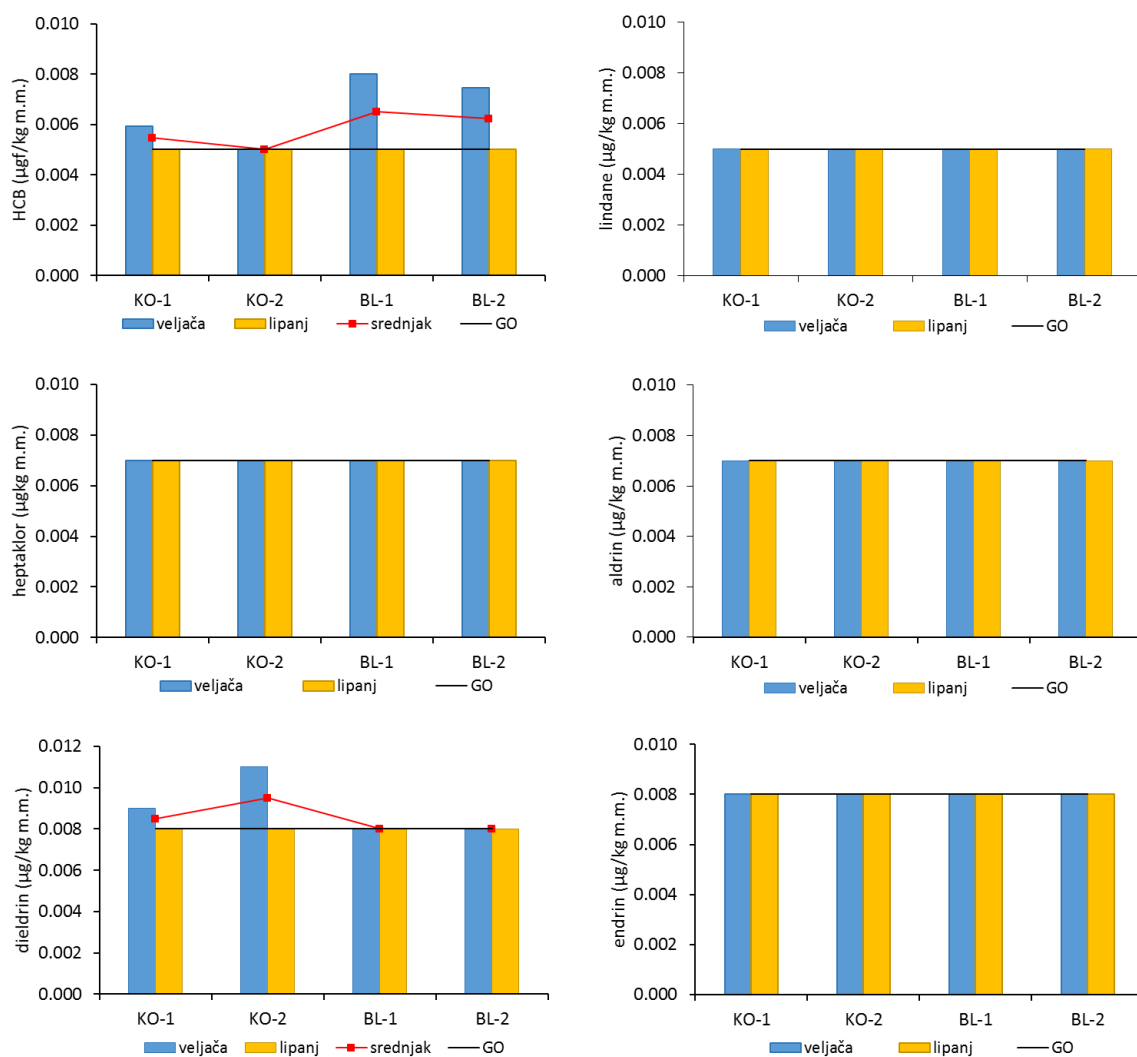 HCB (µgf/kg m.m.)
0.010
0.008
0.006
0.004
0.002
0.000
KO-1 KO-2 BL-1 BL-2
veljača lipanj srednjak GO
lindane (µg/kg m.m.)
0.010
0.008
0.006
0.004
0.002
0.000
KO-1 KO-2 BL-1 BL-2
veljača lipanj GO
heptaklor (µgkg m.m.)
0.010
0.008
0.006
0.004
0.002
0.000
KO-1 KO-2 BL-1 BL-2
veljača lipanj GO
aldrin (µg/kg m.m.)
0.010
0.008
0.006
0.004
0.002
0.000
KO-1 KO-2 BL-1 BL-2
veljača lipanj GO
dieldrin (µg/kg m.m.)
0.012
0.010
0.008
0.006
0.004
0.002
0.000
KO-1 KO-2 BL-1 BL-2
veljača lipanj srednjak GO
endrin (µg/kg m.m.)
0.010
0.008
0.006
0.004
0.002
0.000
KO-1 KO-2 BL-1 BL-2
veljača lipanj GO